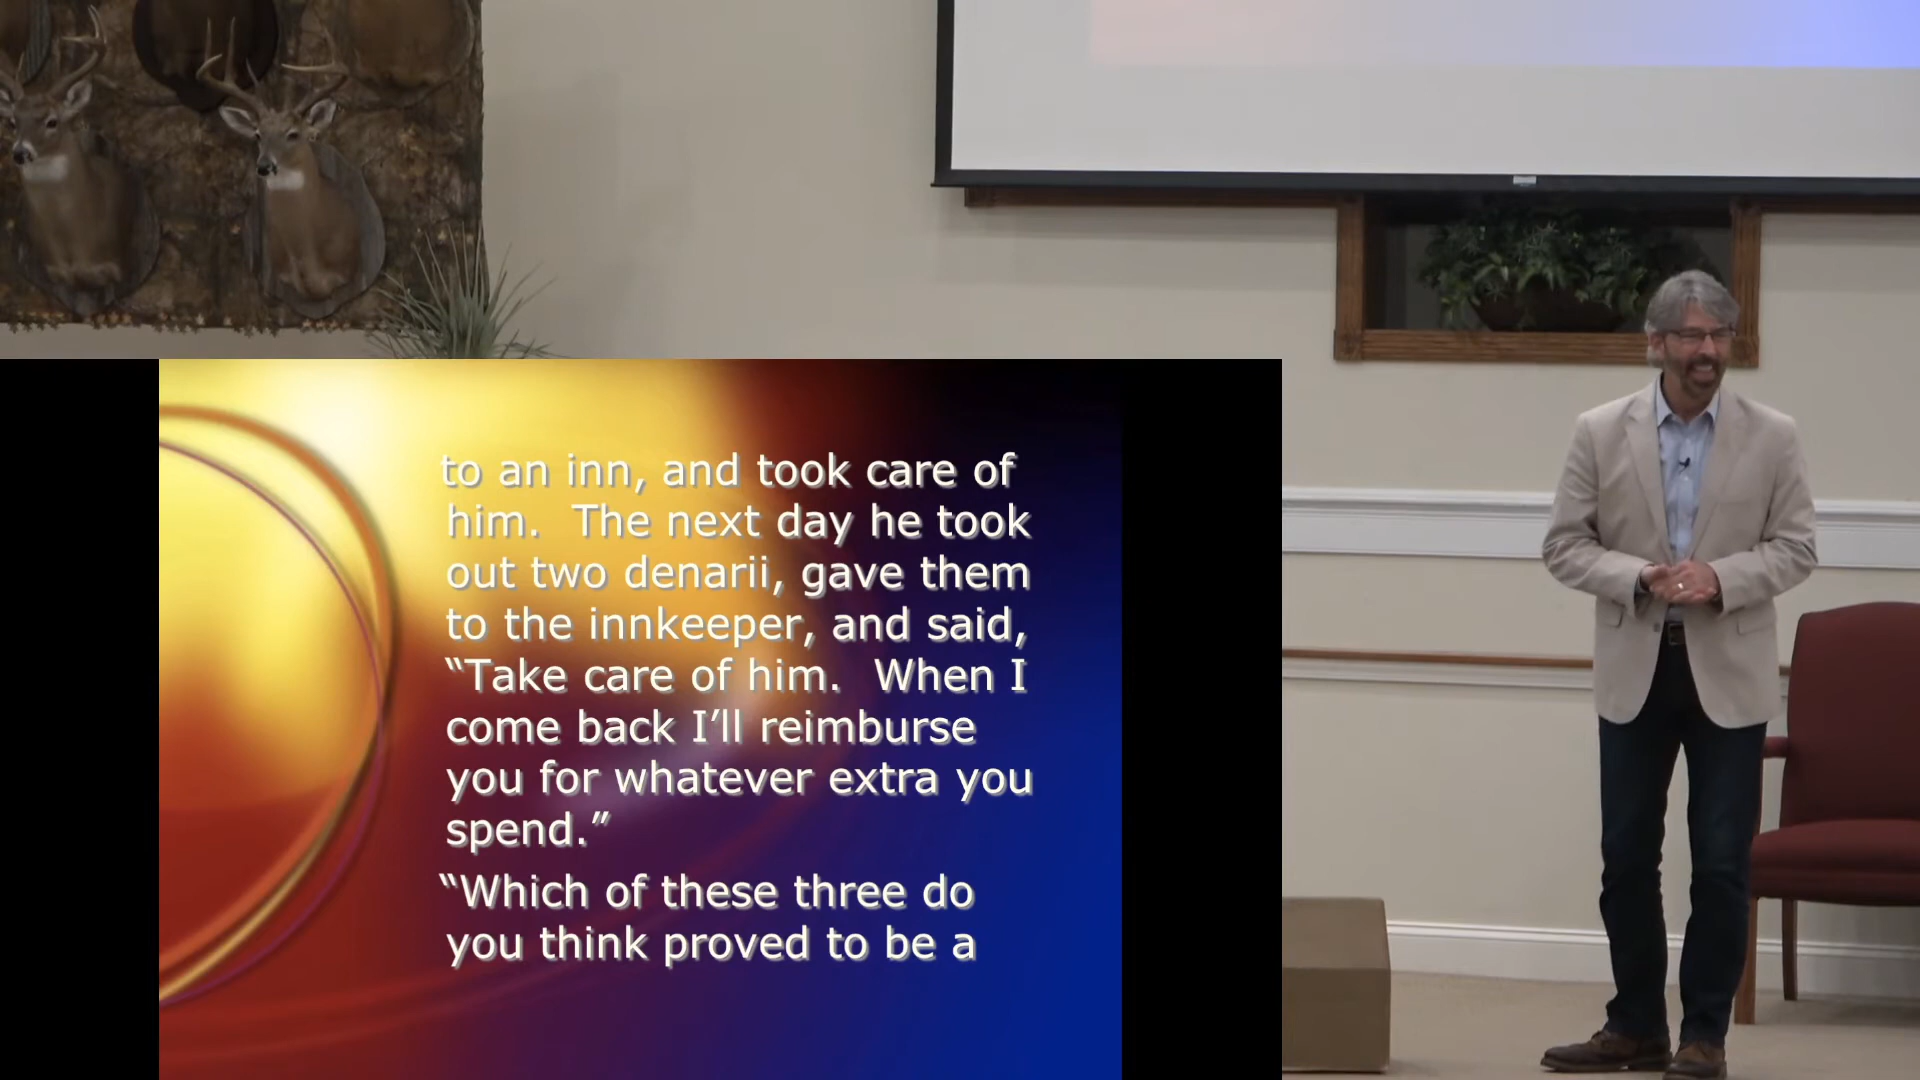 to an inn, and took care of
him.  The next day he took
out two denarii, gave them
to the innkeeper, and said,
“Take care of him.  When I
come back I’ll reimburse
you for whatever extra you
spend.”
“Which of these three do
you think proved to be a